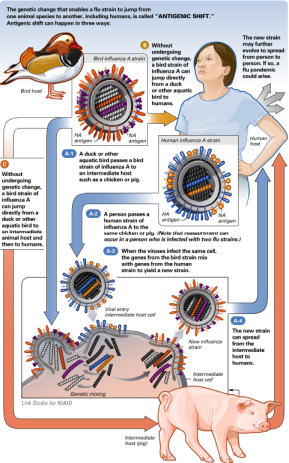 The genetic change that enables a flu strain to jump from
one animal species to another, including humans, is called "ANTIGENIC SHIFT."
Antigenic shift can happen in three ways:
B
Without
undergoing
genetic change,
a bird strain of
influenza A can
jump directly
from a duck
or other aquatic
bird to
humans.
The new strain
may further
evolve to spread
from person to
person. If so, a
flu pandemic
could arise.
Bird influenza A strain
Bird host
HA
antigen
NA
antigen
A-1
A duck or other
aquatic bird passes a bird
strain of influenza A to
an intermediate host
such as a chicken or pig.
Human influenza A strain
HA
antigen
NA
antigen
Human
host
C
Without
undergoing
genetic change,
a bird strain of
influenza A
can jump
directly from a
duck or other
aquatic bird to
an intermediate
animal host and
then to humans.
A-2
A person passes a
human strain of
influenza A to the
same chicken or pig. (Note that reassortment can
occur in a person who is infected with two flu strains.)
A-3
When the viruses infect the same cell,
the genes from the bird strain mix
with genes from the human
strain to yield a new strain.
Viral entry
intermediate host cell
A-4
The new strain
can spread
from the
intermediate
host to
humans.
New influenza
strain
Intermediate
host cell
Genetic mixing
Link Studio for NIAID
Intermediate
host (pig)